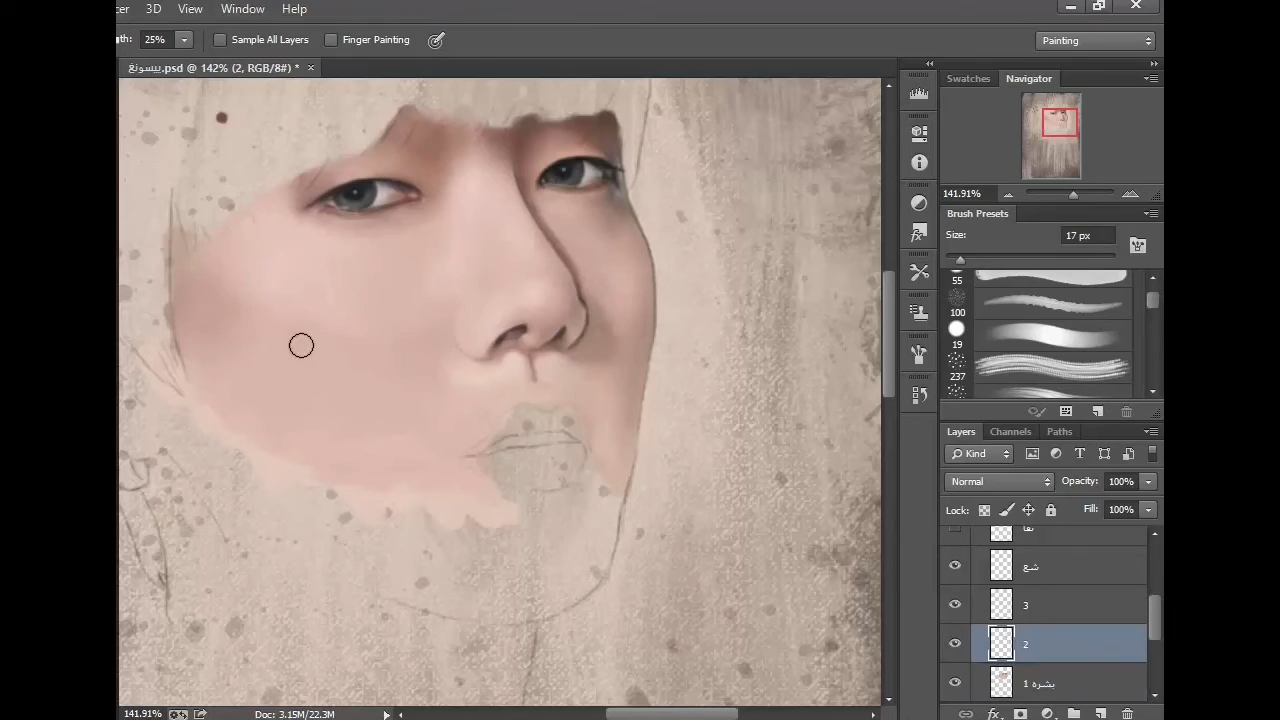 cer View Window Help 3D
th: 25% Sample All Layers Finger Painting Painting
بيسونغ.psd @ 142% (2, RGB/8#) * ×
Swatches Navigator
141.91%
Brush Presets
Size: 17 px
55
100
19
237
Layers Channels Paths
Kind
Normal Opacity: 100%
Lock: Fill: 100%
شع
3
2
بشره 1
141.91% Doc: 3.15M/22.3M